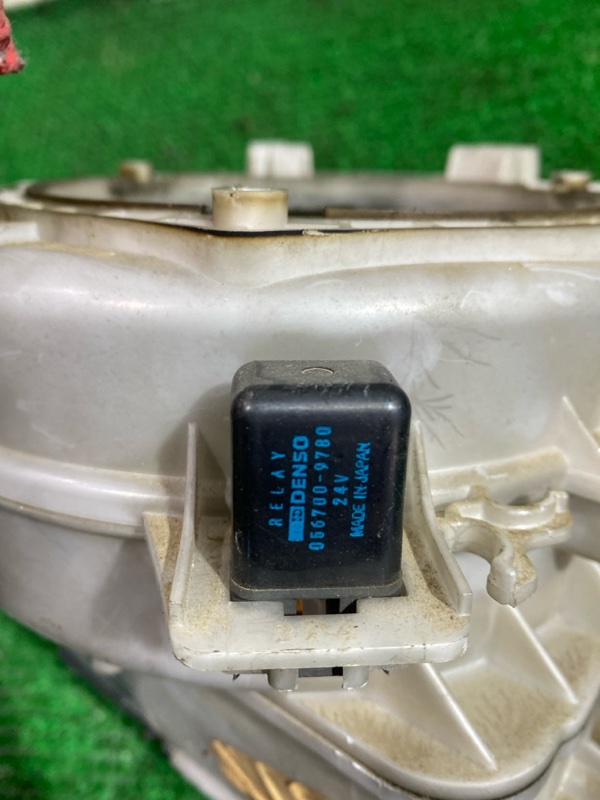 RELAY
DENSO
056700-9780
24V
MADE IN JAPAN